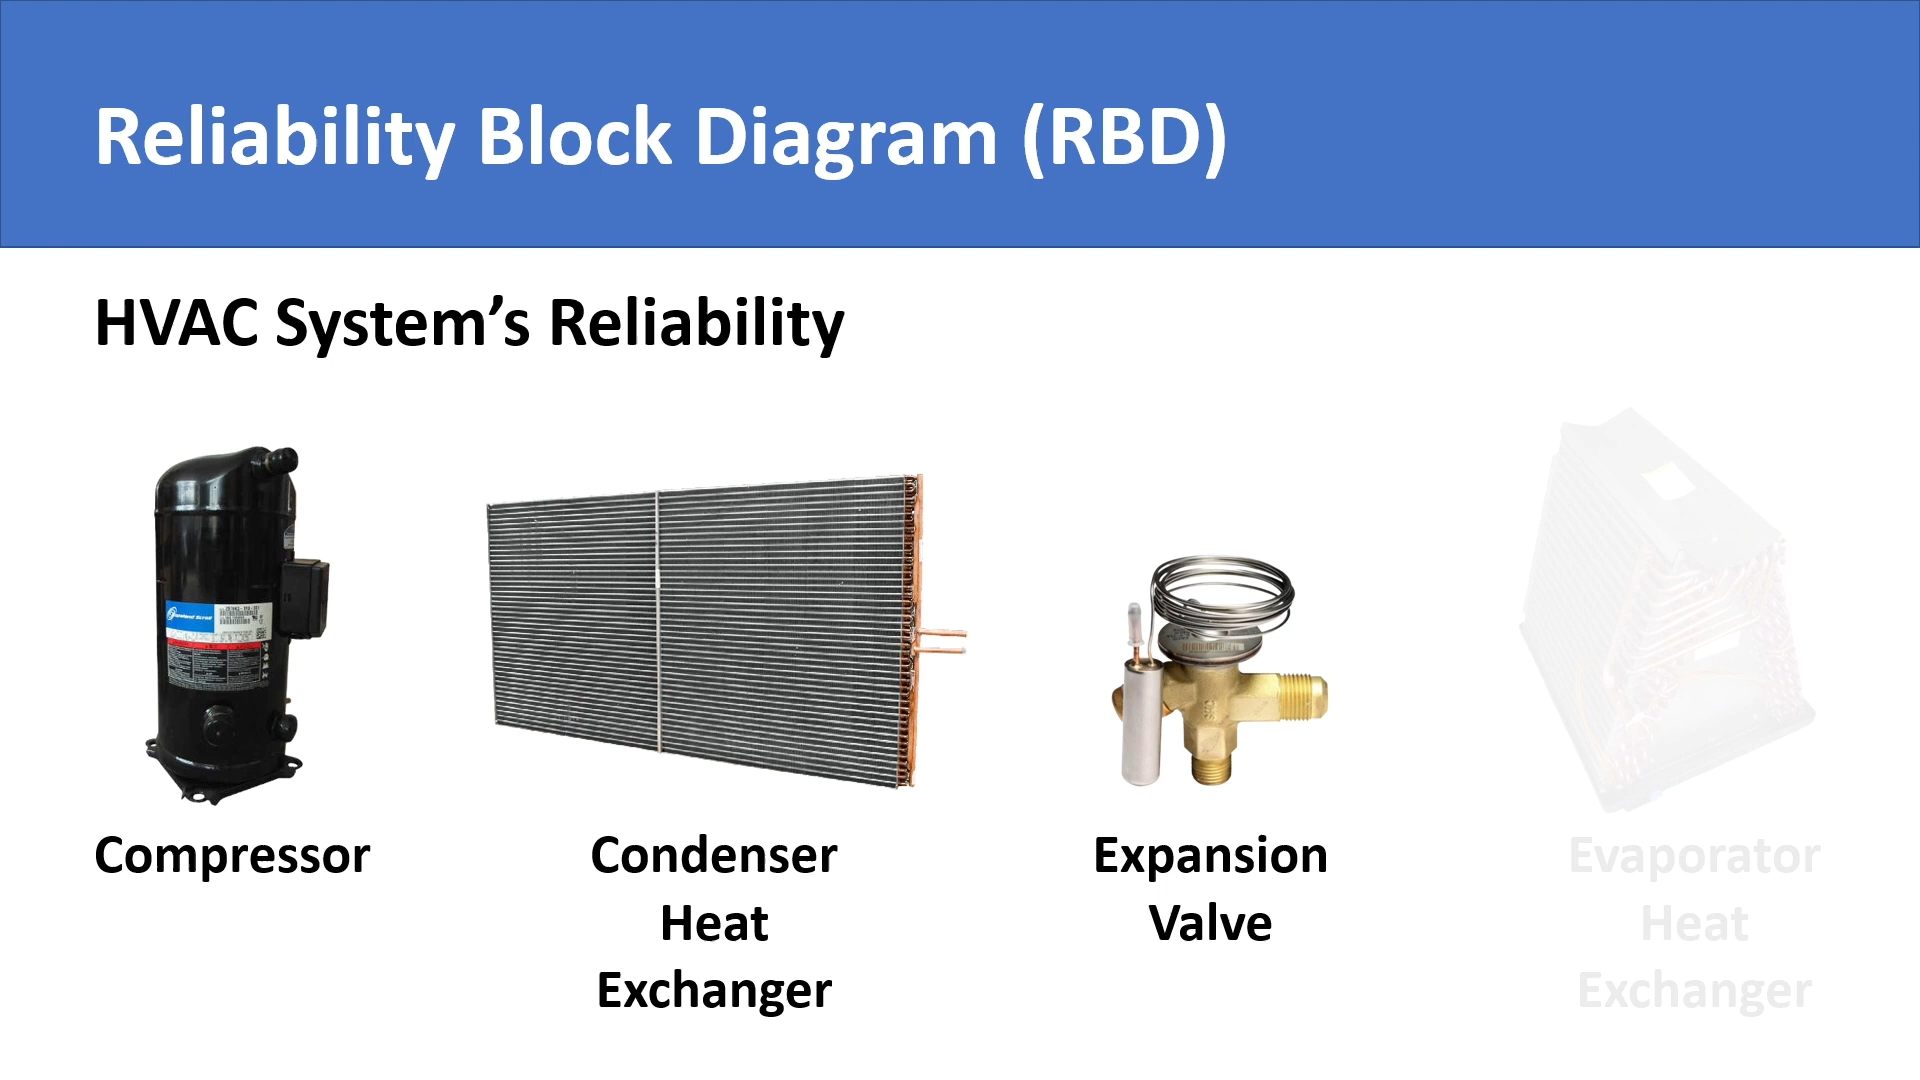 Reliability Block Diagram (RBD)
HVAC System’s Reliability
Compressor
Condenser
Heat
Exchanger
Expansion
Valve
Evaporator
Heat
Exchanger